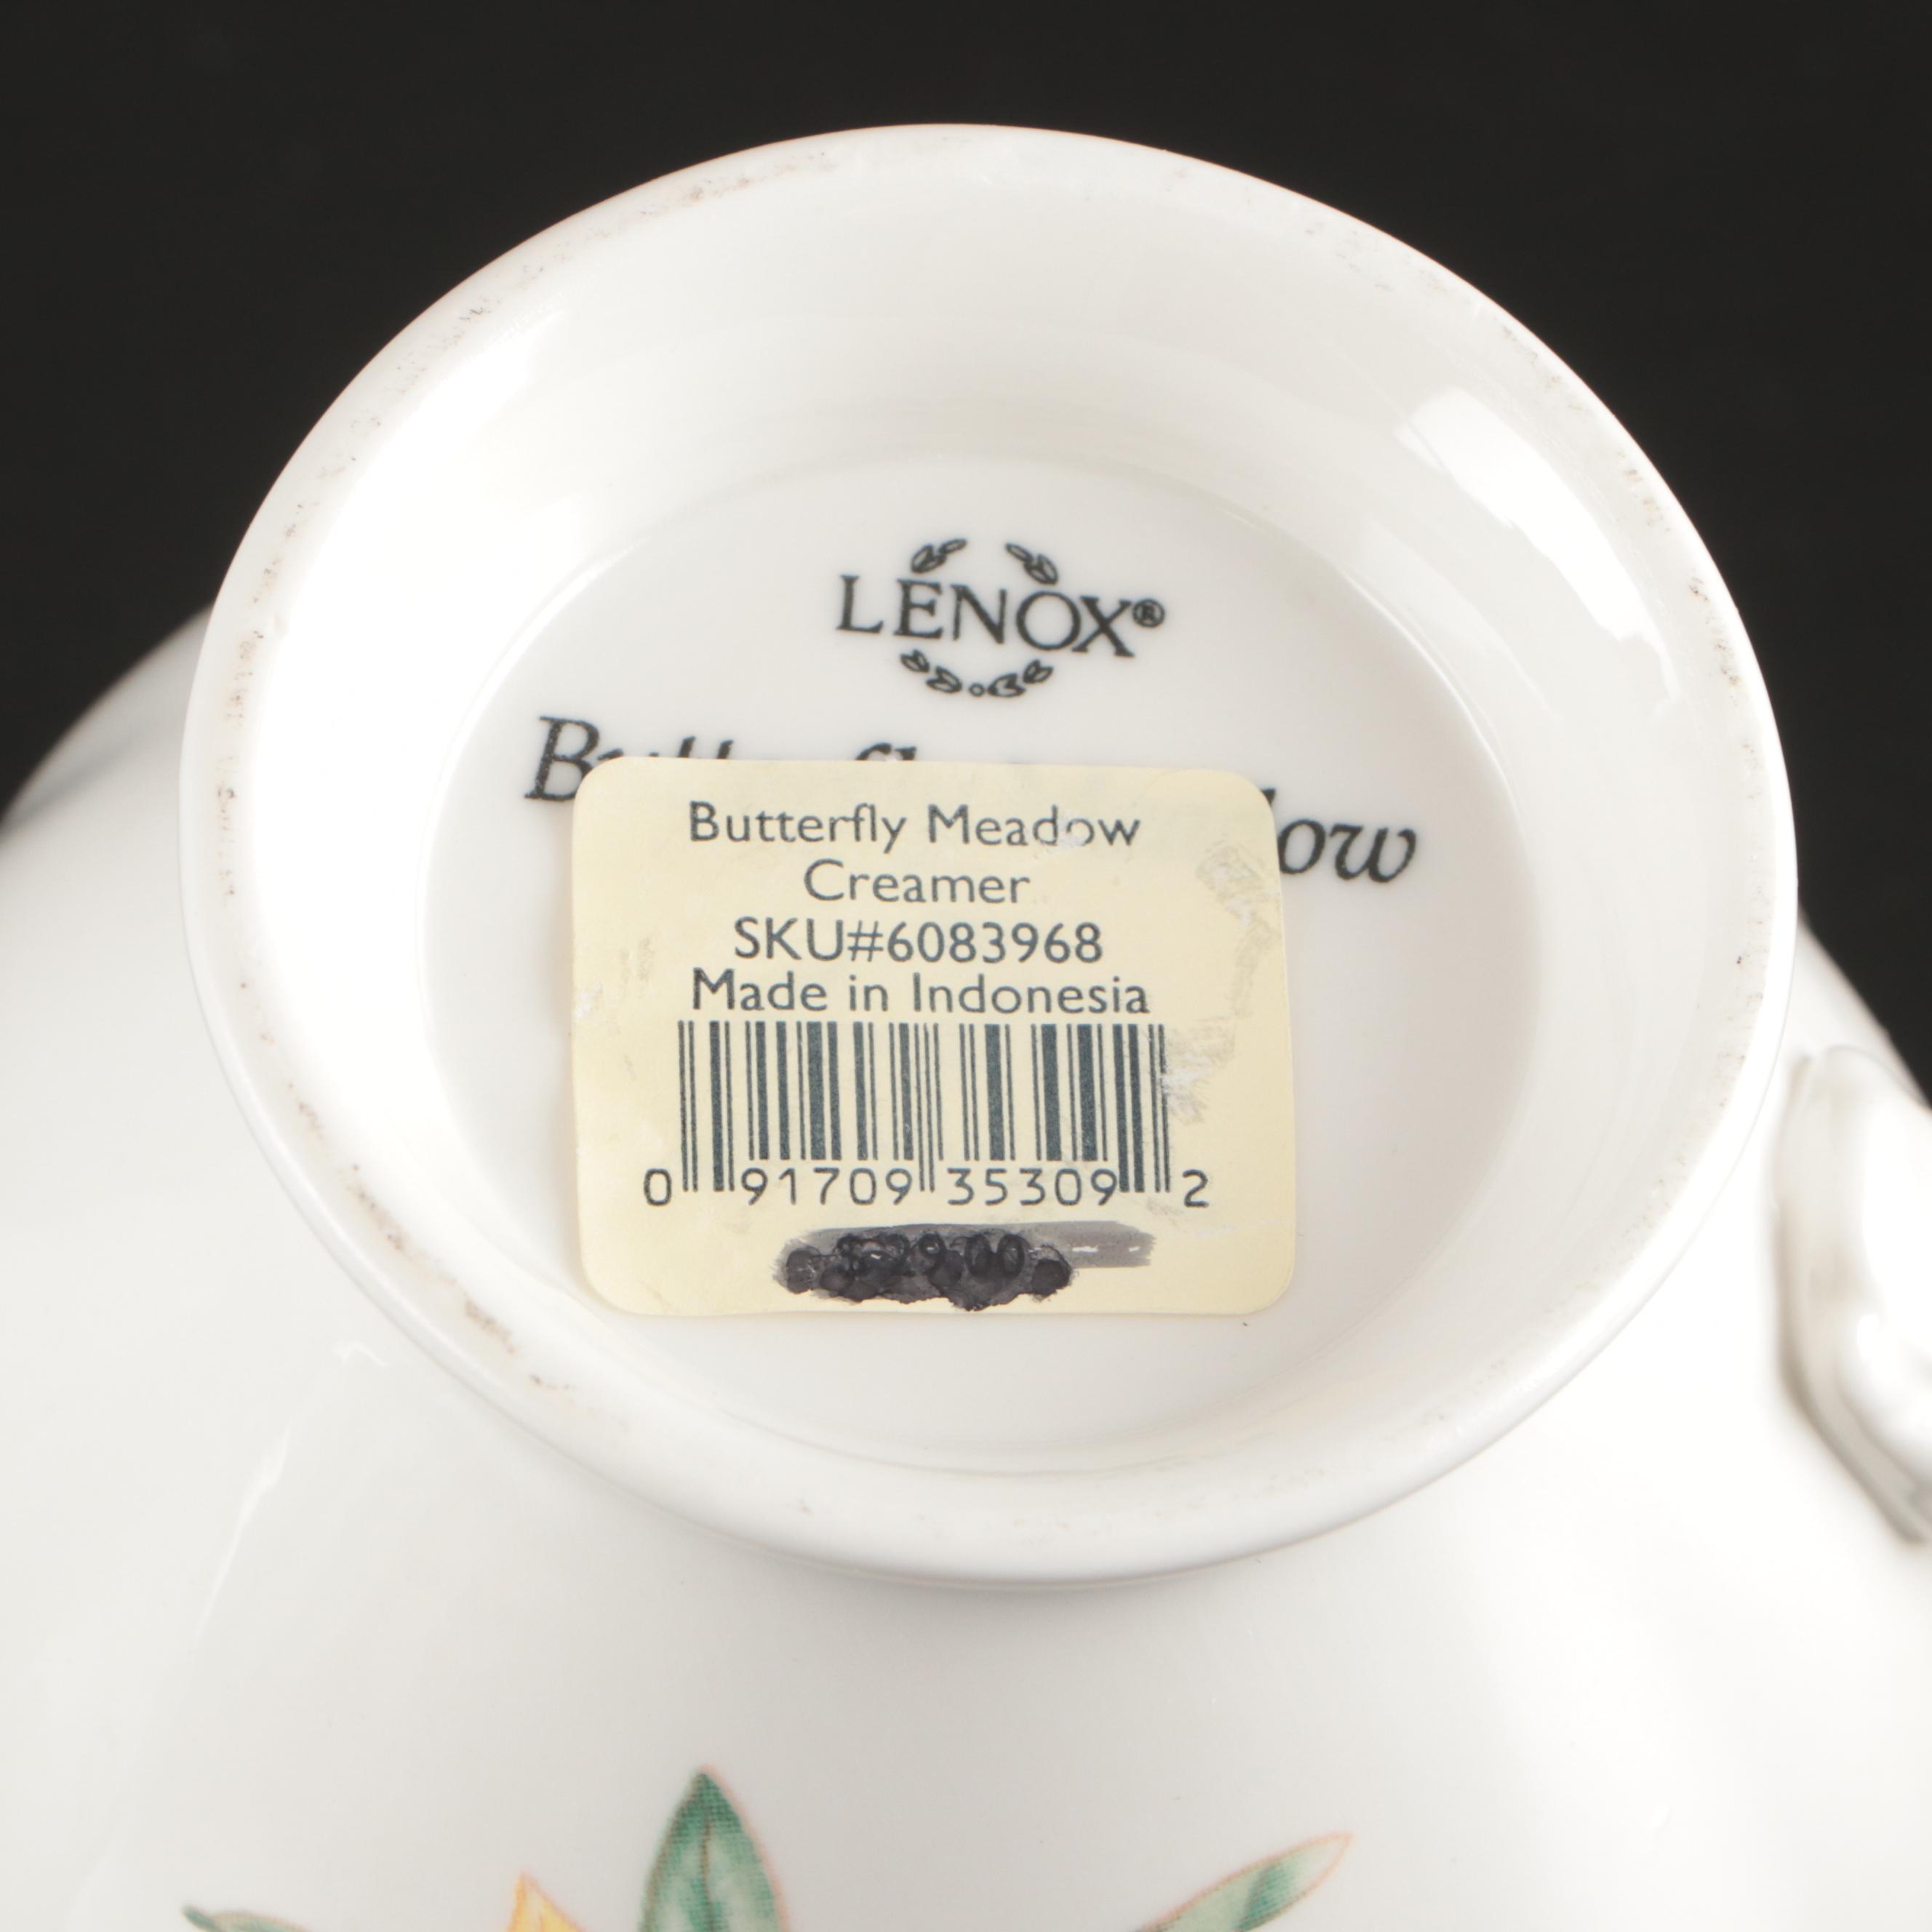 LENOX®
Butterfly Meadow
Creamer
SKU#6083968
Made in Indonesia
0 91709 35309 2